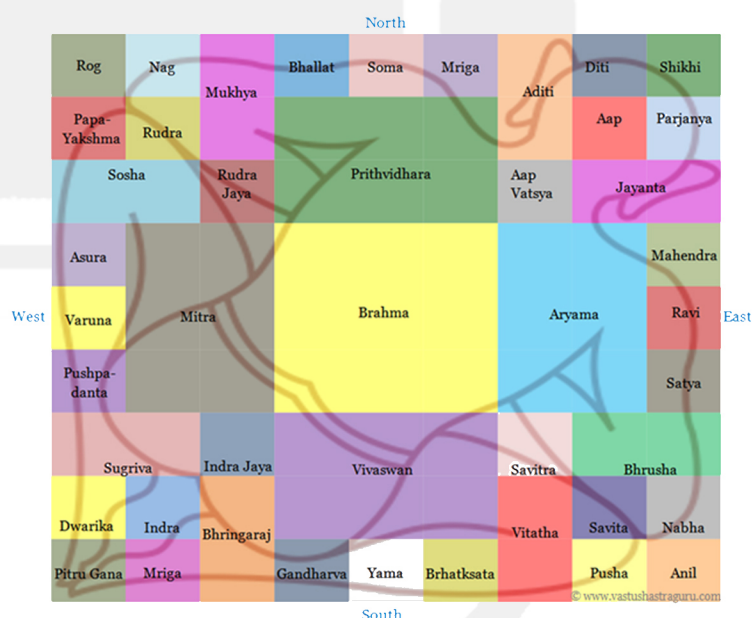 North
Rog
Nag
Mukhya
Bhallat
Soma
Mriga
Aditi
Diti
Shikhi
Papa-
Yakshma
Rudra
Aap
Parjanya
Sosha
Rudra
Jaya
Prithvidhara
Aap
Vatsya
Jayanta
Asura
Mahendra
West
Varuna
Mitra
Brahma
Aryama
Ravi
East
Pushpa-
danta
Satya
Sugriva
Indra Jaya
Vivaswan
Savitra
Bhrusha
Dwarika
Indra
Bhringaraj
Vitatha
Savita
Nabha
Pitru Gana
Mriga
Gandharva
Yama
Brhatksata
Pusha
Anil
© www.vastushastraguru.com
South